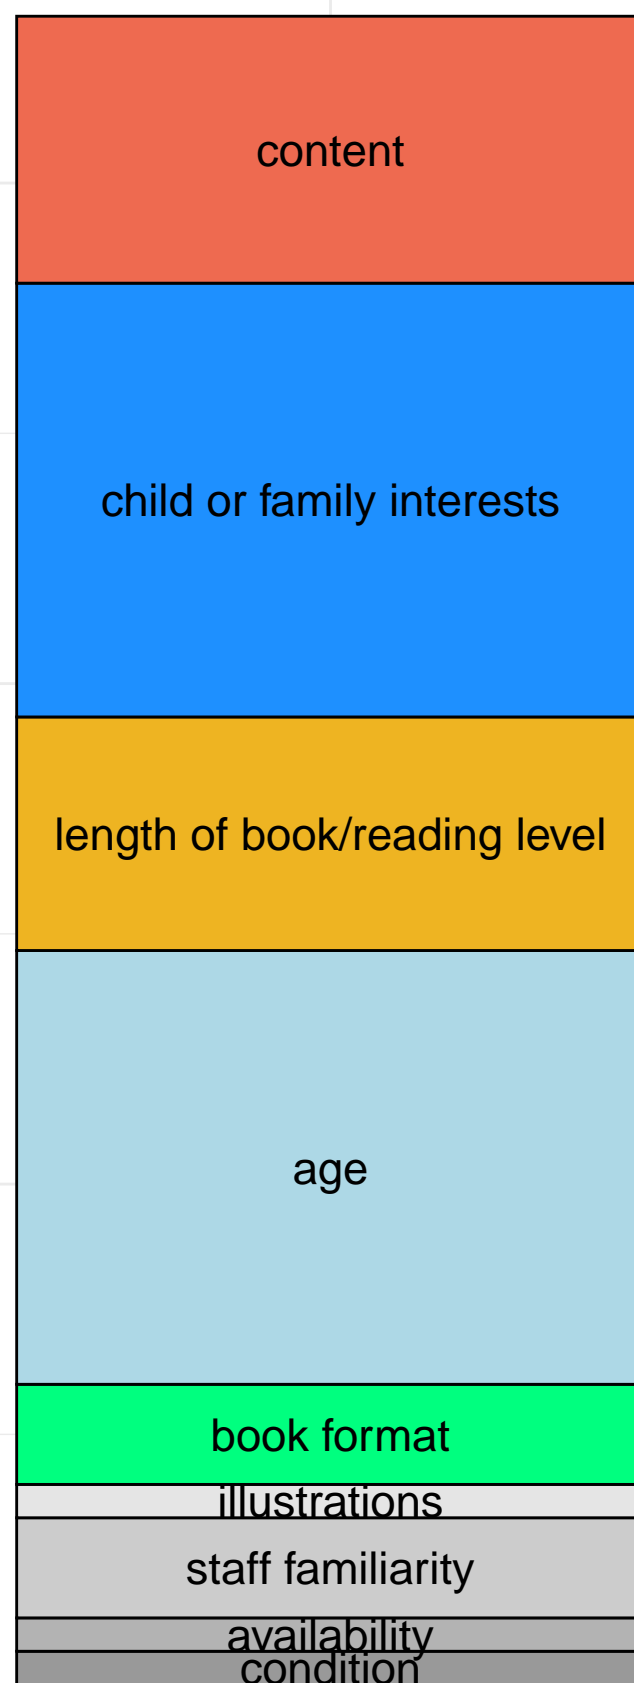 content
child or family interests
length of book/reading level
age
book format
illustrations
staff familiarity
availability
condition